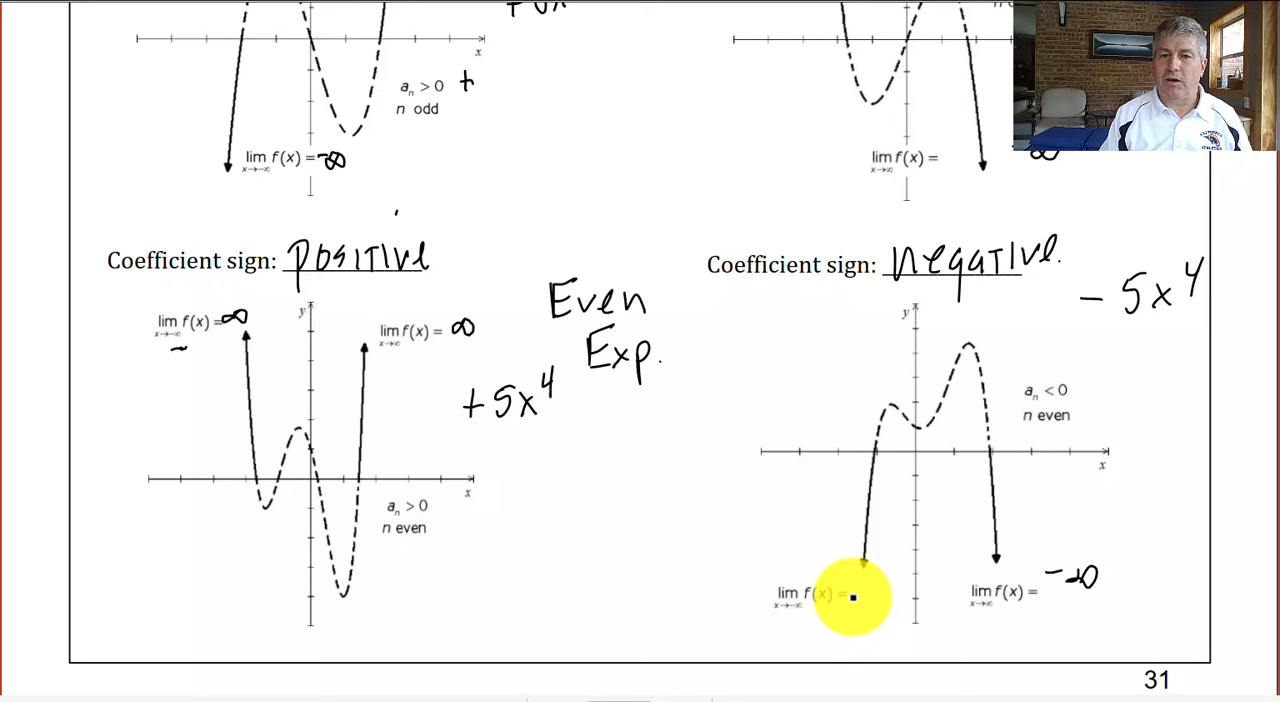 x
a_n > 0 +
n odd
lim f(x) = -∞
x→-∞
lim f(x) =
x→-∞
∞
Coefficient sign: positive
Coefficient sign: negative.
- 5x^4
y
lim f(x) = ∞
x→-∞
lim f(x) = ∞
x→∞
Even
Exp.
+5x^4
a_n > 0
n even
x
y
a_n < 0
n even
x
lim f(x) =
x→-∞
lim f(x) = -∞
x→∞
31